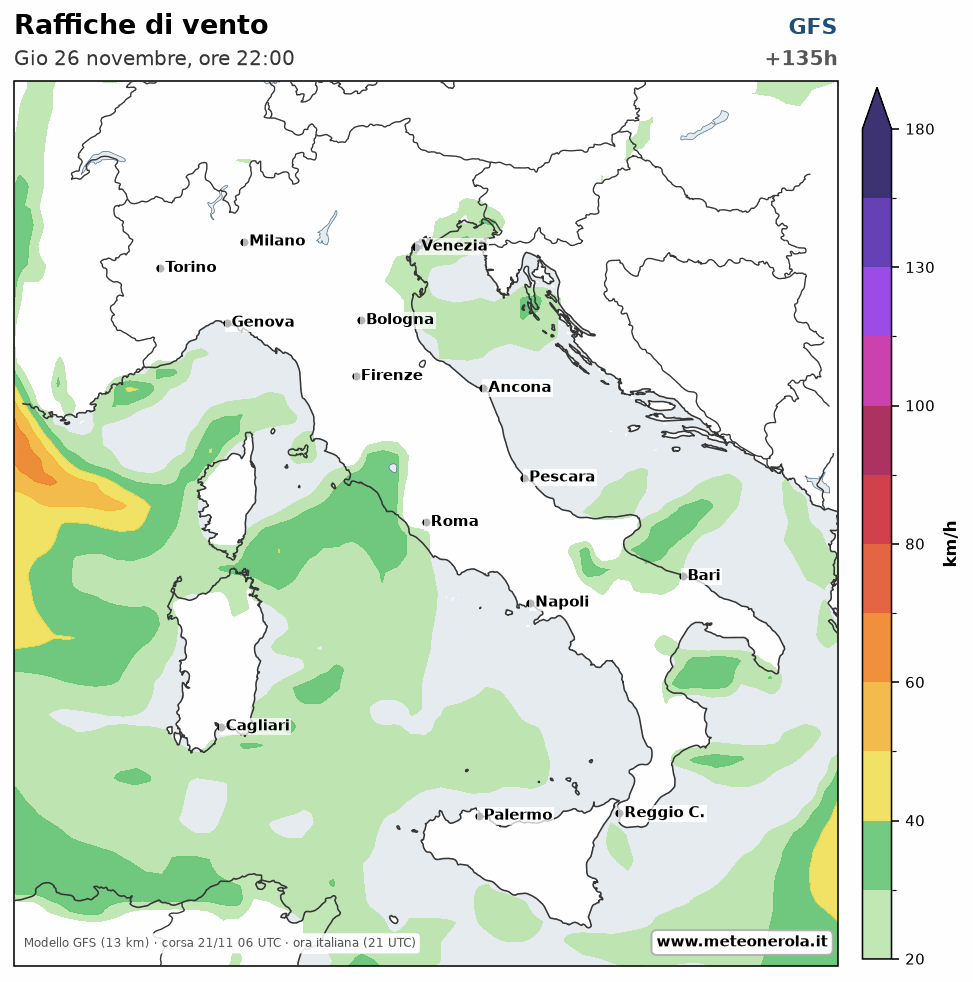 Raffiche di vento
GFS
Gio 26 novembre, ore 22:00
+135h
180
130
100
80
60
40
20
km/h
Milano
Venezia
Torino
Genova
Bologna
Firenze
Ancona
Pescara
Roma
Bari
Napoli
Cagliari
Palermo
Reggio C.
Modello GFS (13 km) · corsa 21/11 06 UTC · ora italiana (21 UTC)
www.meteonerola.it